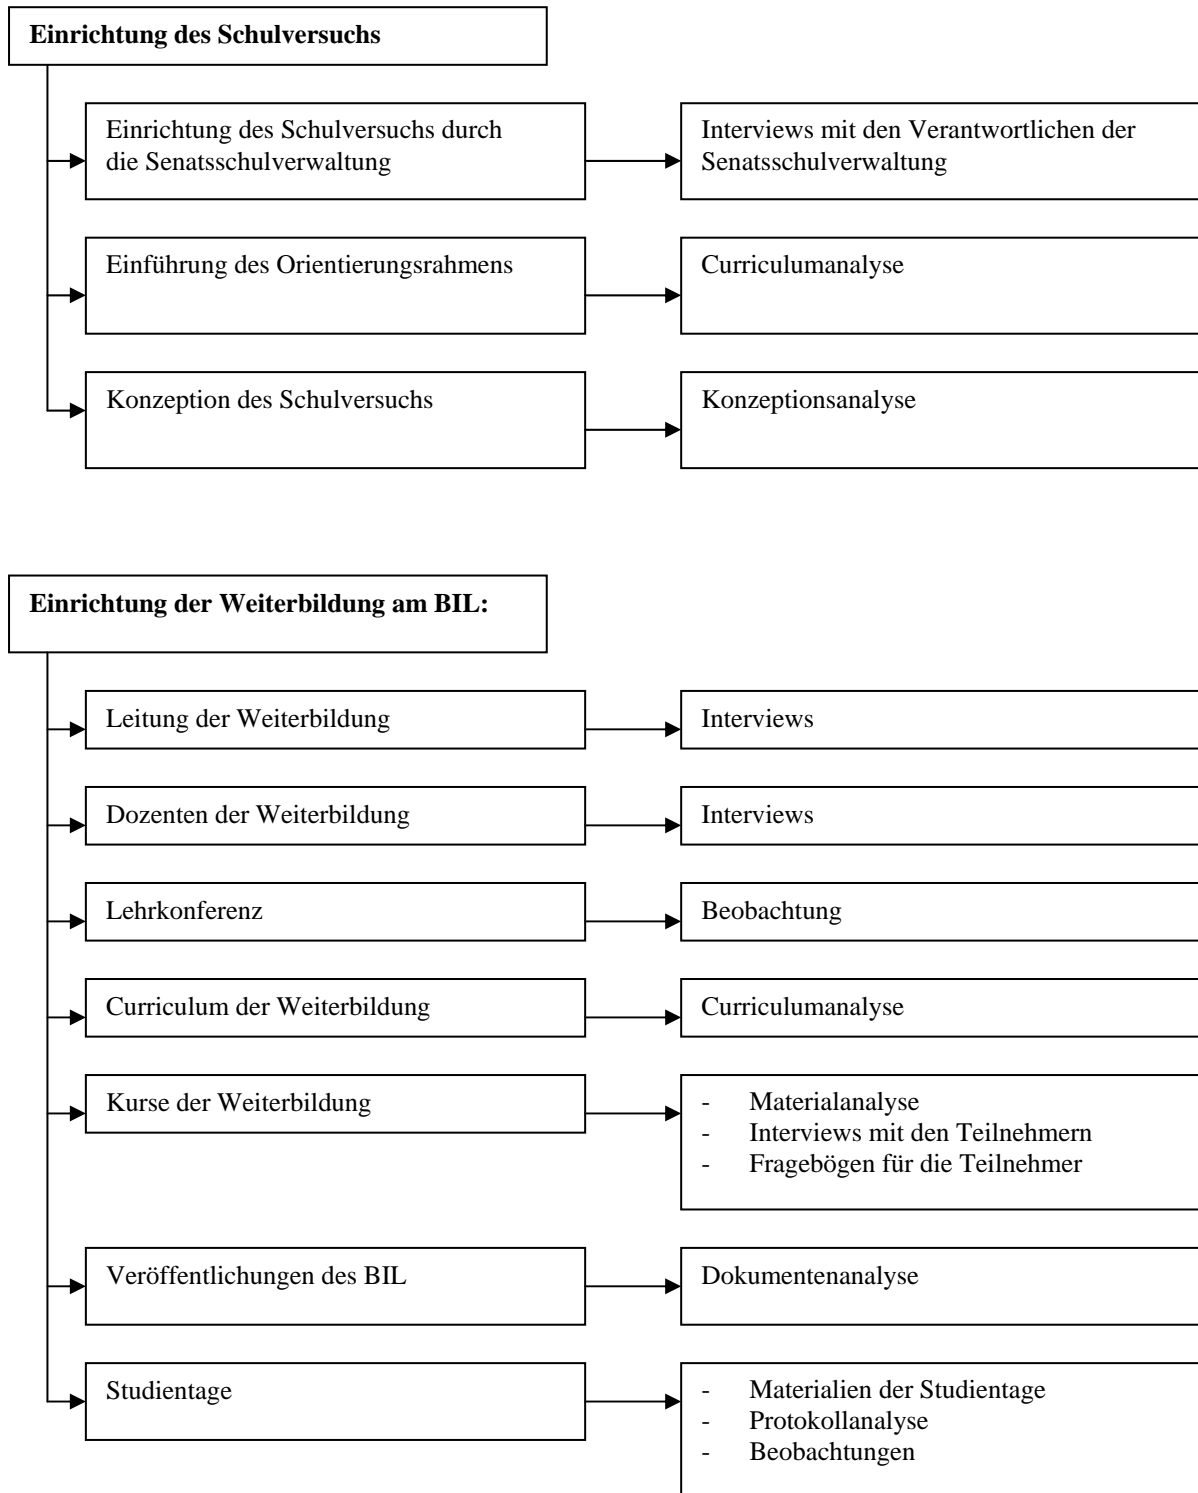 Einrichtung des Schulversuchs
Einrichtung des Schulversuchs durch
die Senatsschulverwaltung
Interviews mit den Verantwortlichen der
Senatsschulverwaltung
Einführung des Orientierungsrahmens
Curriculumanalyse
Konzeption des Schulversuchs
Konzeptionsanalyse
Einrichtung der Weiterbildung am BIL:
Leitung der Weiterbildung
Interviews
Dozenten der Weiterbildung
Interviews
Lehrkonferenz
Beobachtung
Curriculum der Weiterbildung
Curriculumanalyse
Kurse der Weiterbildung
- Materialanalyse
- Interviews mit den Teilnehmern
- Fragebögen für die Teilnehmer
Veröffentlichungen des BIL
Dokumentenanalyse
Studientage
- Materialien der Studientage
- Protokollanalyse
- Beobachtungen